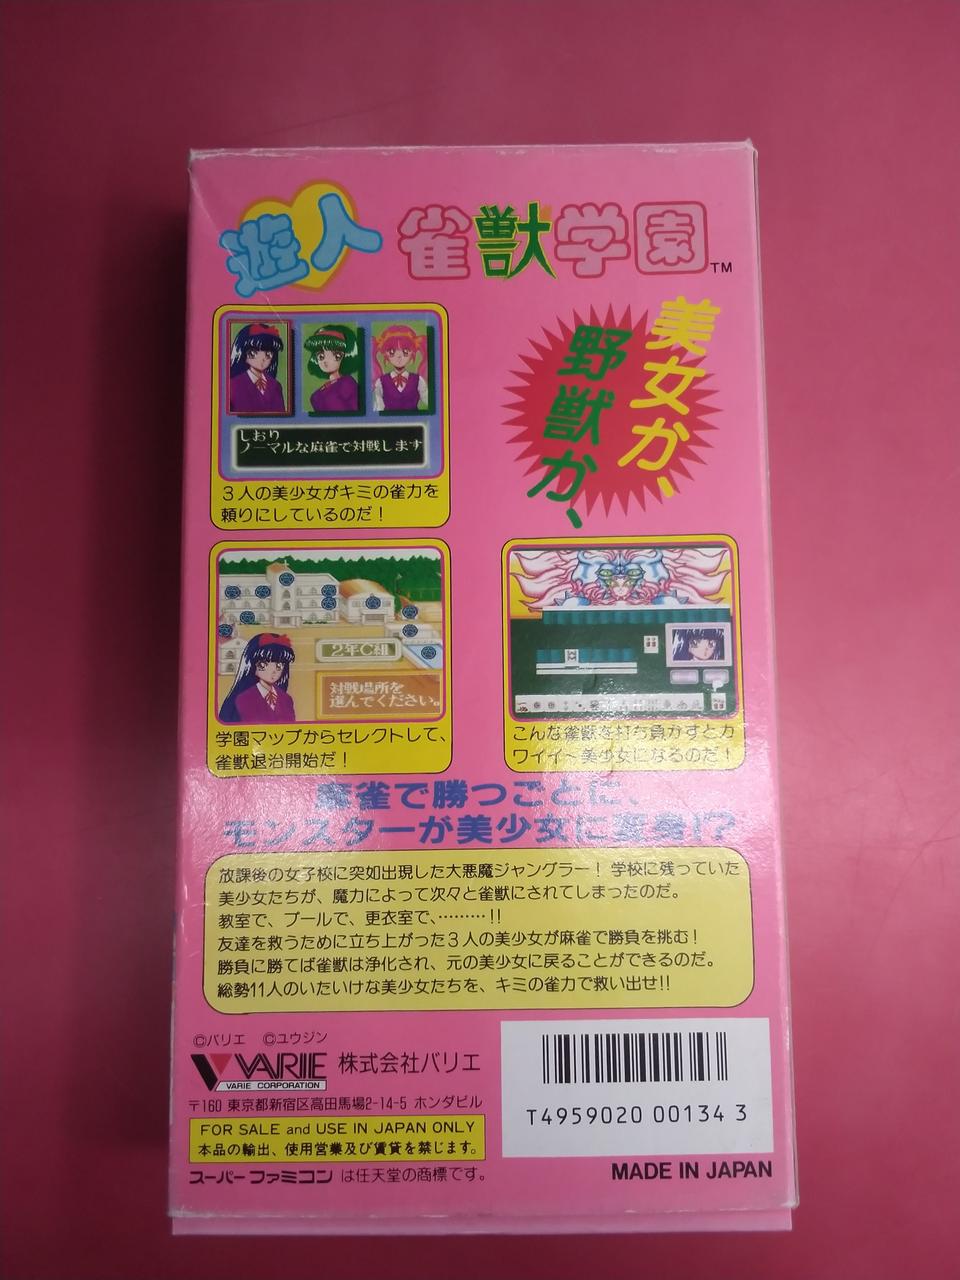 遊人 雀獣学園 TM
美女か、
野獣か、
しおり
ノーマルな麻雀で対戦します
3人の美少女がキミの雀力を
頼りにしているのだ！
2年C組
対戦場所を
選んでください。
学園マップからセレクトして、
雀獣退治開始だ！
こんな雀獣を打ち負かすとカ
ワイイ〜美少女になるのだ！
麻雀で勝つごとに、
モンスターが美少女に変身!?
放課後の女子校に突如出現した大悪魔ジャングラー！ 学校に残っていた
美少女たちが、魔力によって次々と雀獣にされてしまったのだ。
教室で、プールで、更衣室で、………!!
友達を救うために立ち上がった3人の美少女が麻雀で勝負を挑む！
勝負に勝てば雀獣は浄化され、元の美少女に戻ることができるのだ。
総勢11人のいたいけな美少女たちを、キミの雀力で救い出せ!!
©バリエ ©ユウジン
VARIE 株式会社バリエ
VARIE CORPORATION
〒160 東京都新宿区高田馬場2-14-5 ホンダビル
FOR SALE and USE IN JAPAN ONLY
本品の輸出、使用営業及び賃貸を禁じます。
スーパーファミコン は任天堂の商標です。
T4959020 00134 3
MADE IN JAPAN